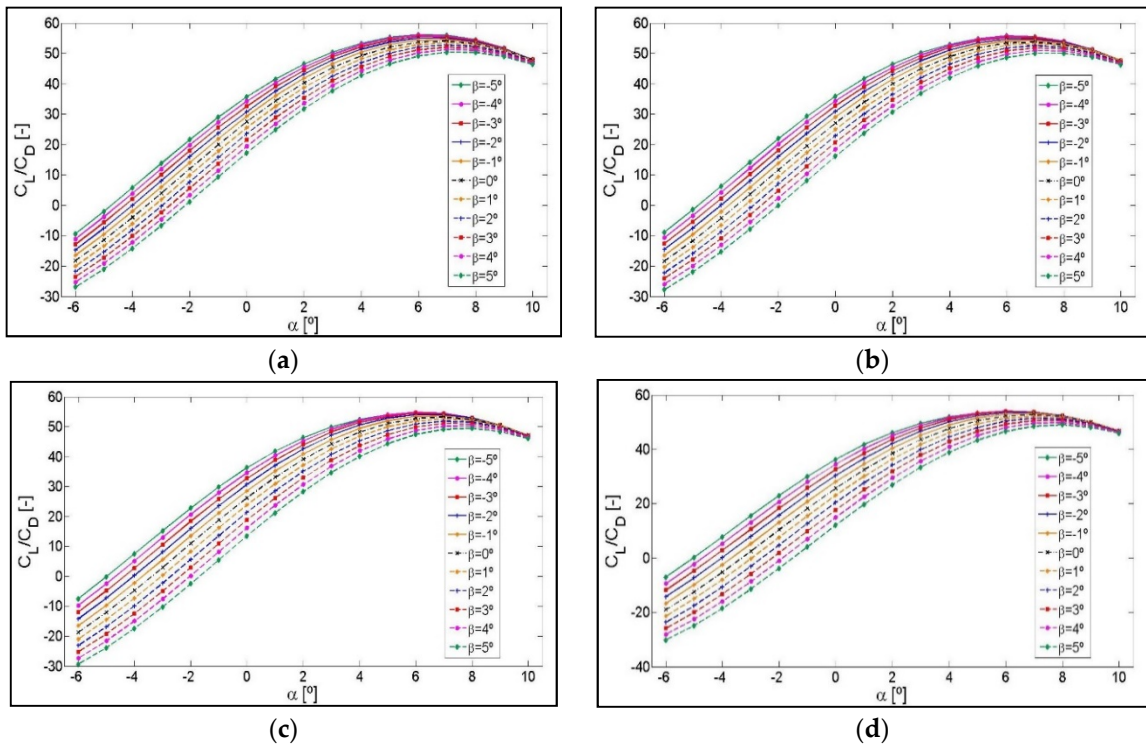 60
50
40
30
20
10
0
-10
-20
-30
C_L/C_D [-]
-6 -4 -2 0 2 4 6 8 10
α [º]
β=-5º
β=-4º
β=-3º
β=-2º
β=-1º
β=0º
β=1º
β=2º
β=3º
β=4º
β=5º
(a)
60
50
40
30
20
10
0
-10
-20
-30
C_L/C_D [-]
-6 -4 -2 0 2 4 6 8 10
α [º]
β=-5º
β=-4º
β=-3º
β=-2º
β=-1º
β=0º
β=1º
β=2º
β=3º
β=4º
β=5º
(b)
60
50
40
30
20
10
0
-10
-20
-30
C_L/C_D [-]
-6 -4 -2 0 2 4 6 8 10
α [º]
β=-5º
β=-4º
β=-3º
β=-2º
β=-1º
β=0º
β=1º
β=2º
β=3º
β=4º
β=5º
(c)
60
40
20
0
-20
-40
C_L/C_D [-]
-6 -4 -2 0 2 4 6 8 10
α [º]
β=-5º
β=-4º
β=-3º
β=-2º
β=-1º
β=0º
β=1º
β=2º
β=3º
β=4º
β=5º
(d)